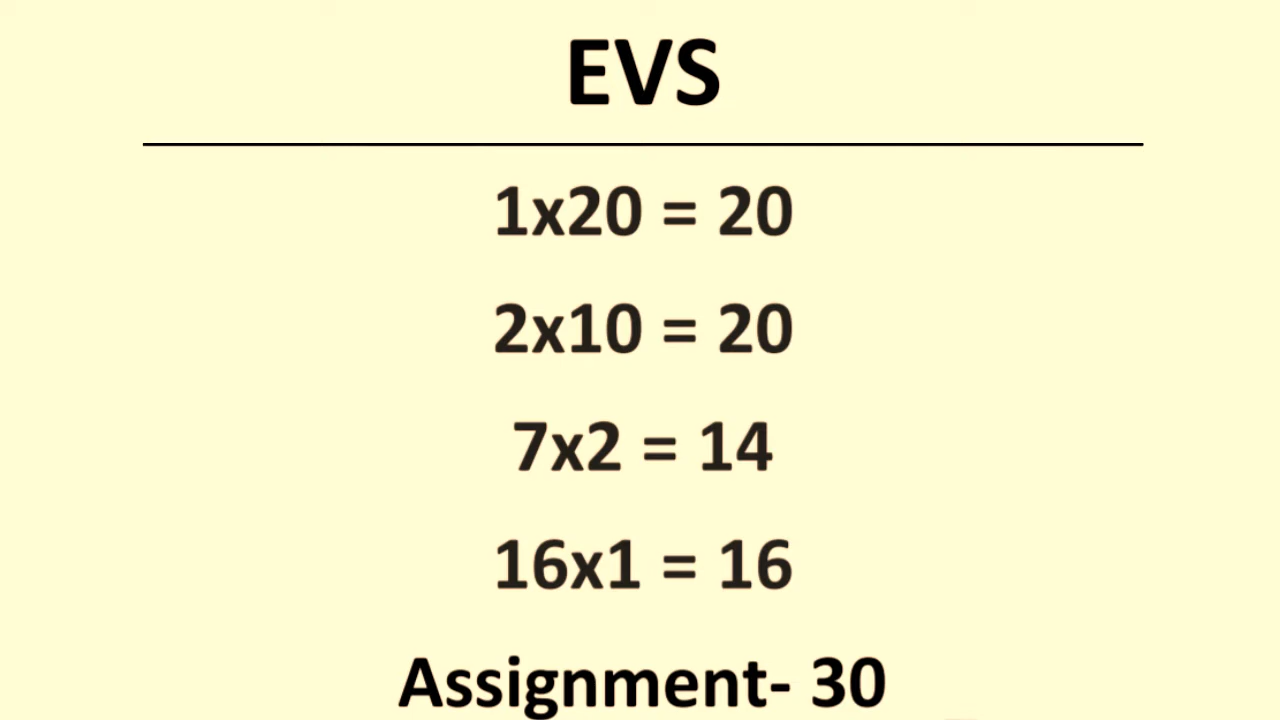 EVS
1x20 = 20
2x10 = 20
7x2 = 14
16x1 = 16
Assignment- 30